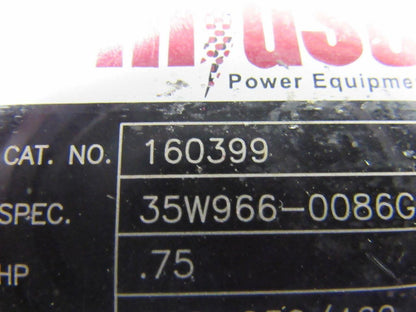 Power Equipme
CAT. NO. 160399
SPEC. 35W966-0086G
HP .75